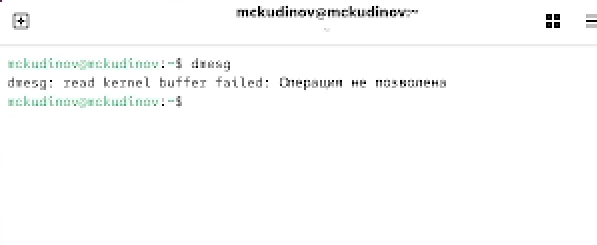 mckudinov@mckudinov:~
mckudinov@mckudinov:~$ dmesg
dmesg: read kernel buffer failed: Операция не позволена
mckudinov@mckudinov:~$